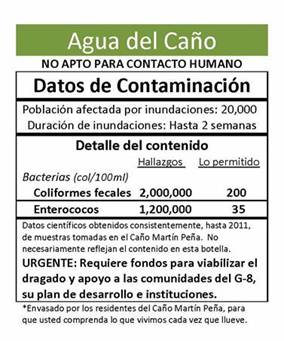 Agua del Caño
NO APTO PARA CONTACTO HUMANO
Datos de Contaminación
Población afectada por inundaciones: 20,000
Duración de inundaciones: Hasta 2 semanas
Detalle del contenido
Hallazgos Lo permitido
Bacterias (col/100ml)
Coliformes fecales 2,000,000 200
Enterococos 1,200,000 35
Datos científicos obtenidos consistentemente, hasta 2011,
de muestras tomadas en el Caño Martín Peña. No
necesariamente reflejan el contenido en esta botella.
URGENTE: Requiere fondos para viabilizar el
dragado y apoyo a las comunidades del G-8,
su plan de desarrollo e instituciones.
*Envasado por los residentes del Caño Martín Peña, para
que usted comprenda lo que vivimos cada vez que llueve.